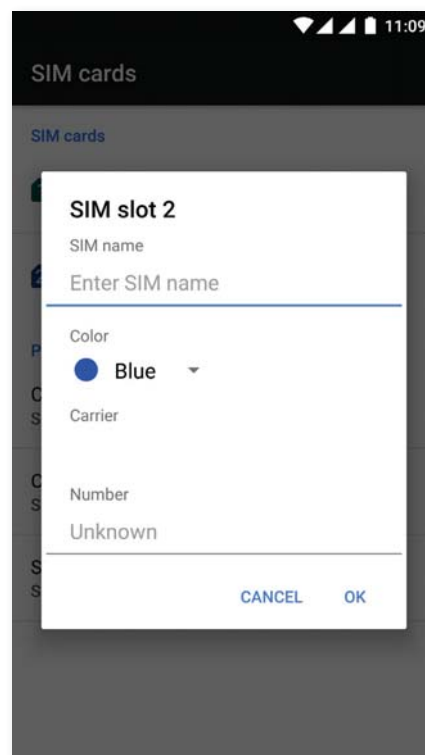 11:09
SIM cards
SIM cards
SIM slot 2
SIM name
Enter SIM name
Color
Blue
Carrier
Number
Unknown
CANCEL OK
P
C
S
C
S
S
S